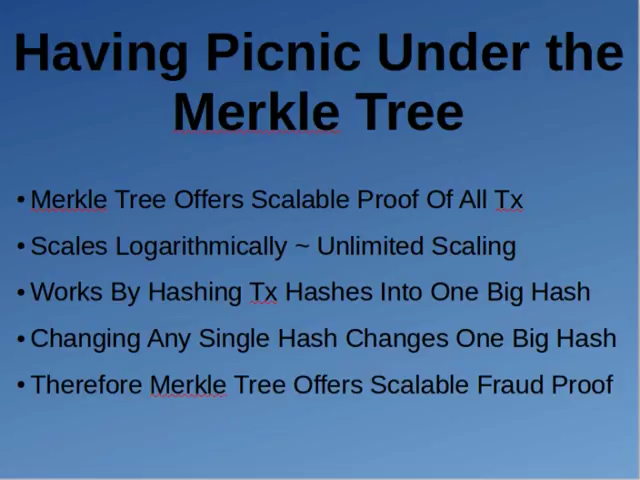 Having Picnic Under the
Merkle Tree
• Merkle Tree Offers Scalable Proof Of All Tx
• Scales Logarithmically ~ Unlimited Scaling
• Works By Hashing Tx Hashes Into One Big Hash
• Changing Any Single Hash Changes One Big Hash
• Therefore Merkle Tree Offers Scalable Fraud Proof